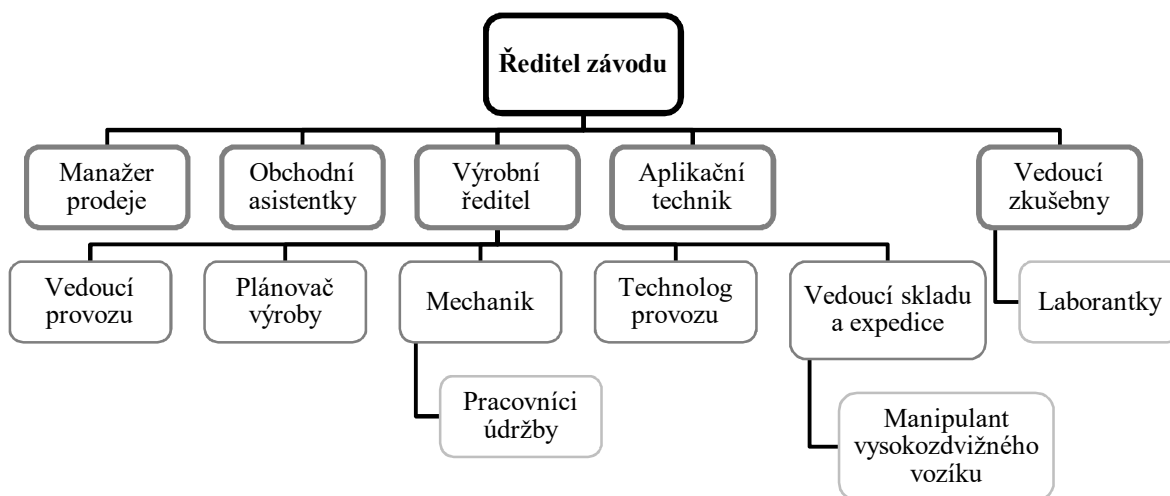 Ředitel závodu
Manažer
prodeje
Obchodní
asistentky
Výrobní
ředitel
Aplikační
technik
Vedoucí
zkušebny
Vedoucí
provozu
Plánovač
výroby
Mechanik
Technolog
provozu
Vedoucí skladu
a expedice
Laborantky
Pracovníci
údržby
Manipulant
vysokozdvižného
vozíku